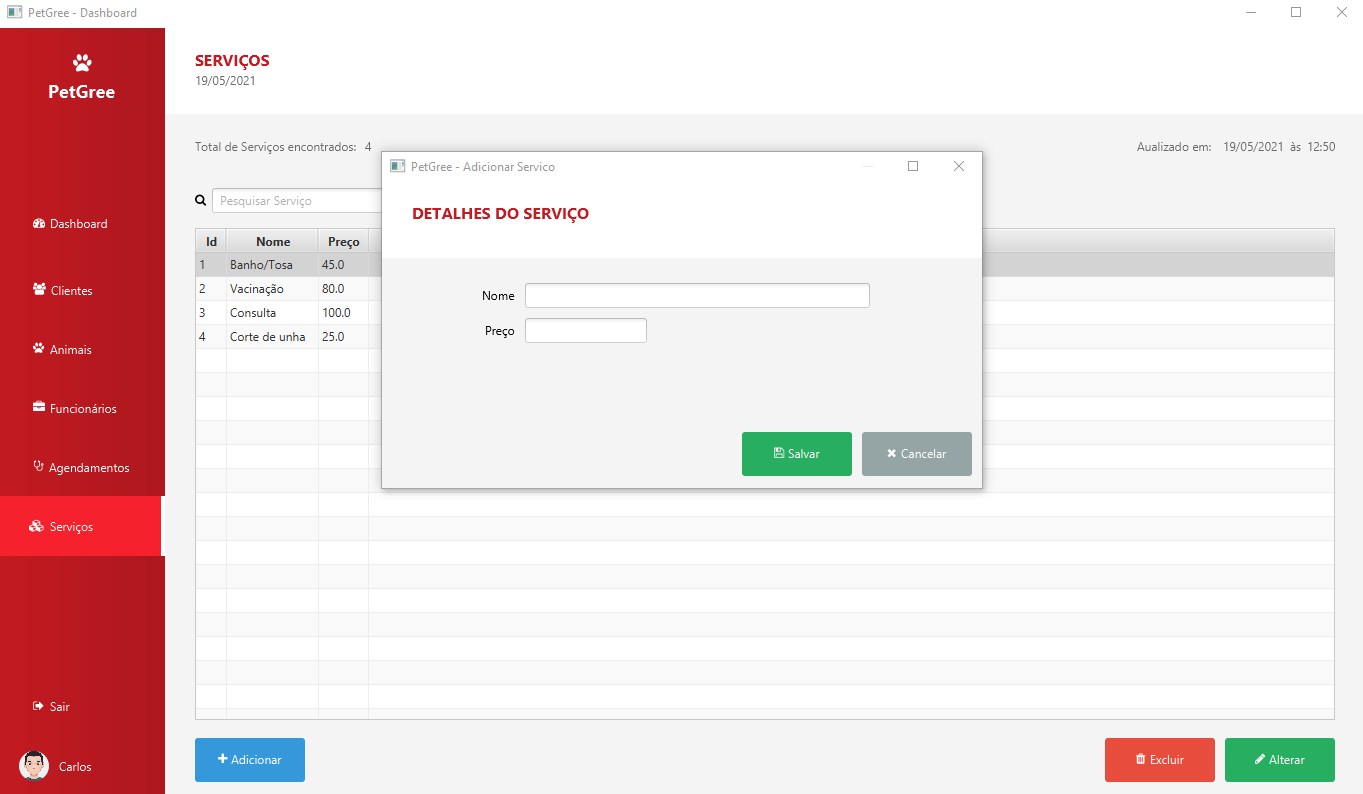 PetGree - Dashboard
PetGree
Dashboard
Clientes
Animais
Funcionários
Agendamentos
Serviços
Sair
Carlos
SERVIÇOS
19/05/2021
Total de Serviços encontrados: 4
Aualizado em: 19/05/2021 às 12:50
Pesquisar Serviço
Id Nome Preço
1 Banho/Tosa 45.0
2 Vacinação 80.0
3 Consulta 100.0
4 Corte de unha 25.0
PetGree - Adicionar Servico
DETALHES DO SERVIÇO
Nome
Preço
Salvar Cancelar
Adicionar Excluir Alterar